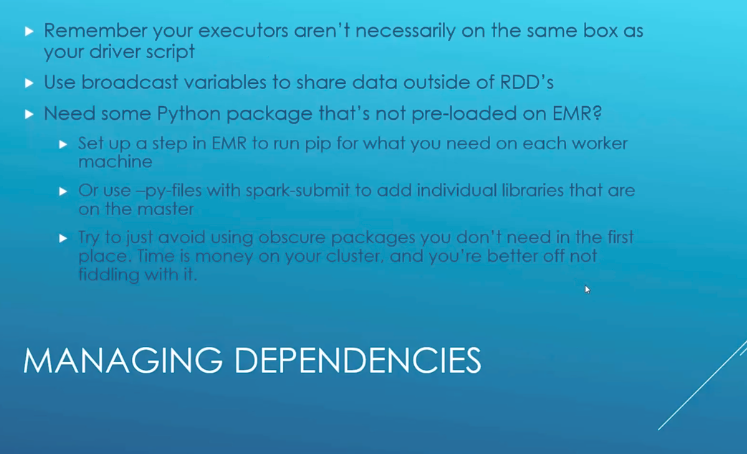 Remember your executors aren't necessarily on the same box as
your driver script
Use broadcast variables to share data outside of RDD's
Need some Python package that's not pre-loaded on EMR?
Set up a step in EMR to run pip for what you need on each worker
machine
Or use –py-files with spark-submit to add individual libraries that are
on the master
Try to just avoid using obscure packages you don't need in the first
place. Time is money on your cluster, and you're better off not
fiddling with it.
MANAGING DEPENDENCIES